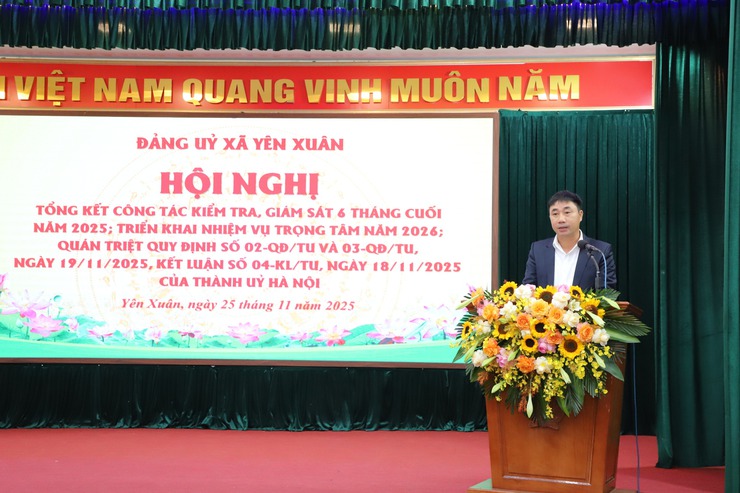 VIỆT NAM QUANG VINH MUÔN NĂM
ĐẢNG UỶ XÃ YÊN XUÂN
HỘI NGHỊ
TỔNG KẾT CÔNG TÁC KIỂM TRA, GIÁM SÁT 6 THÁNG CUỐI
NĂM 2025; TRIỂN KHAI NHIỆM VỤ TRỌNG TÂM NĂM 2026;
QUÁN TRIỆT QUY ĐỊNH SỐ 02-QĐ/TU VÀ 03-QĐ/TU,
NGÀY 19/11/2025, KẾT LUẬN SỐ 04-KL/TU, NGÀY 18/11/2025
CỦA THÀNH UỶ HÀ NỘI
Yên Xuân, ngày 25 tháng 11 năm 2025